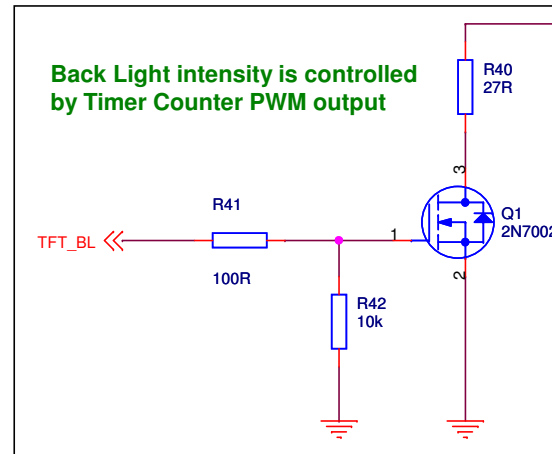 Back Light intensity is controlled
by Timer Counter PWM output
R40
27R
3
R41
Q1
2N7002
TFT_BL
1
100R
2
R42
10k